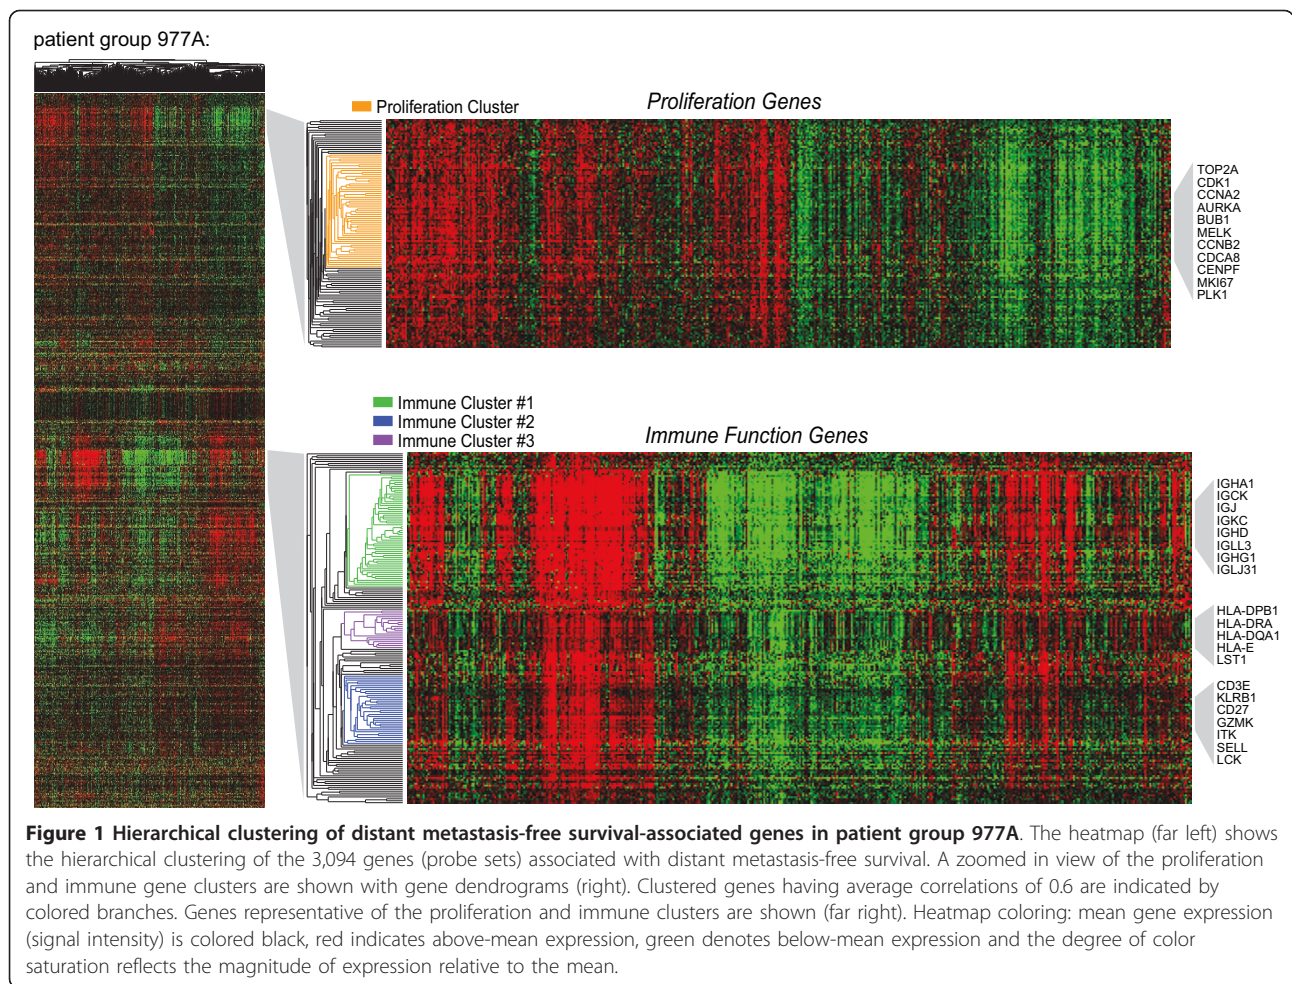 patient group 977A:
Proliferation Cluster
Proliferation Genes
TOP2A
CDK1
CCNA2
AURKA
BUB1
MELK
CCNB2
CDCA8
CENPF
MKI67
PLK1
Immune Cluster #1
Immune Cluster #2
Immune Cluster #3
Immune Function Genes
IGHA1
IGCK
IGJ
IGKC
IGHD
IGLL3
IGHG1
IGLJ31
HLA-DPB1
HLA-DRA
HLA-DQA1
HLA-E
LST1
CD3E
KLRB1
CD27
GZMK
ITK
SELL
LCK
Figure 1 Hierarchical clustering of distant metastasis-free survival-associated genes in patient group 977A. The heatmap (far left) shows
the hierarchical clustering of the 3,094 genes (probe sets) associated with distant metastasis-free survival. A zoomed in view of the proliferation
and immune gene clusters are shown with gene dendrograms (right). Clustered genes having average correlations of 0.6 are indicated by
colored branches. Genes representative of the proliferation and immune clusters are shown (far right). Heatmap coloring: mean gene expression
(signal intensity) is colored black, red indicates above-mean expression, green denotes below-mean expression and the degree of color
saturation reflects the magnitude of expression relative to the mean.